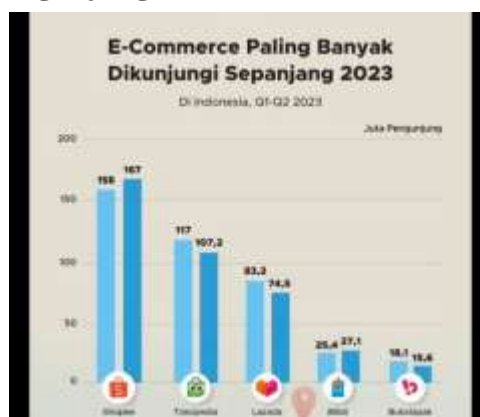 E-Commerce Paling Banyak
Dikunjungi Sepanjang 2023
Di Indonesia, Q1-Q2 2023
Juta Pengunjung
200
150
100
50
0
158 167
117 107,2
83,2 74,5
25,4 27,1
18,1 15,6
Shopee Tokopedia Lazada Blibli Bukalapak